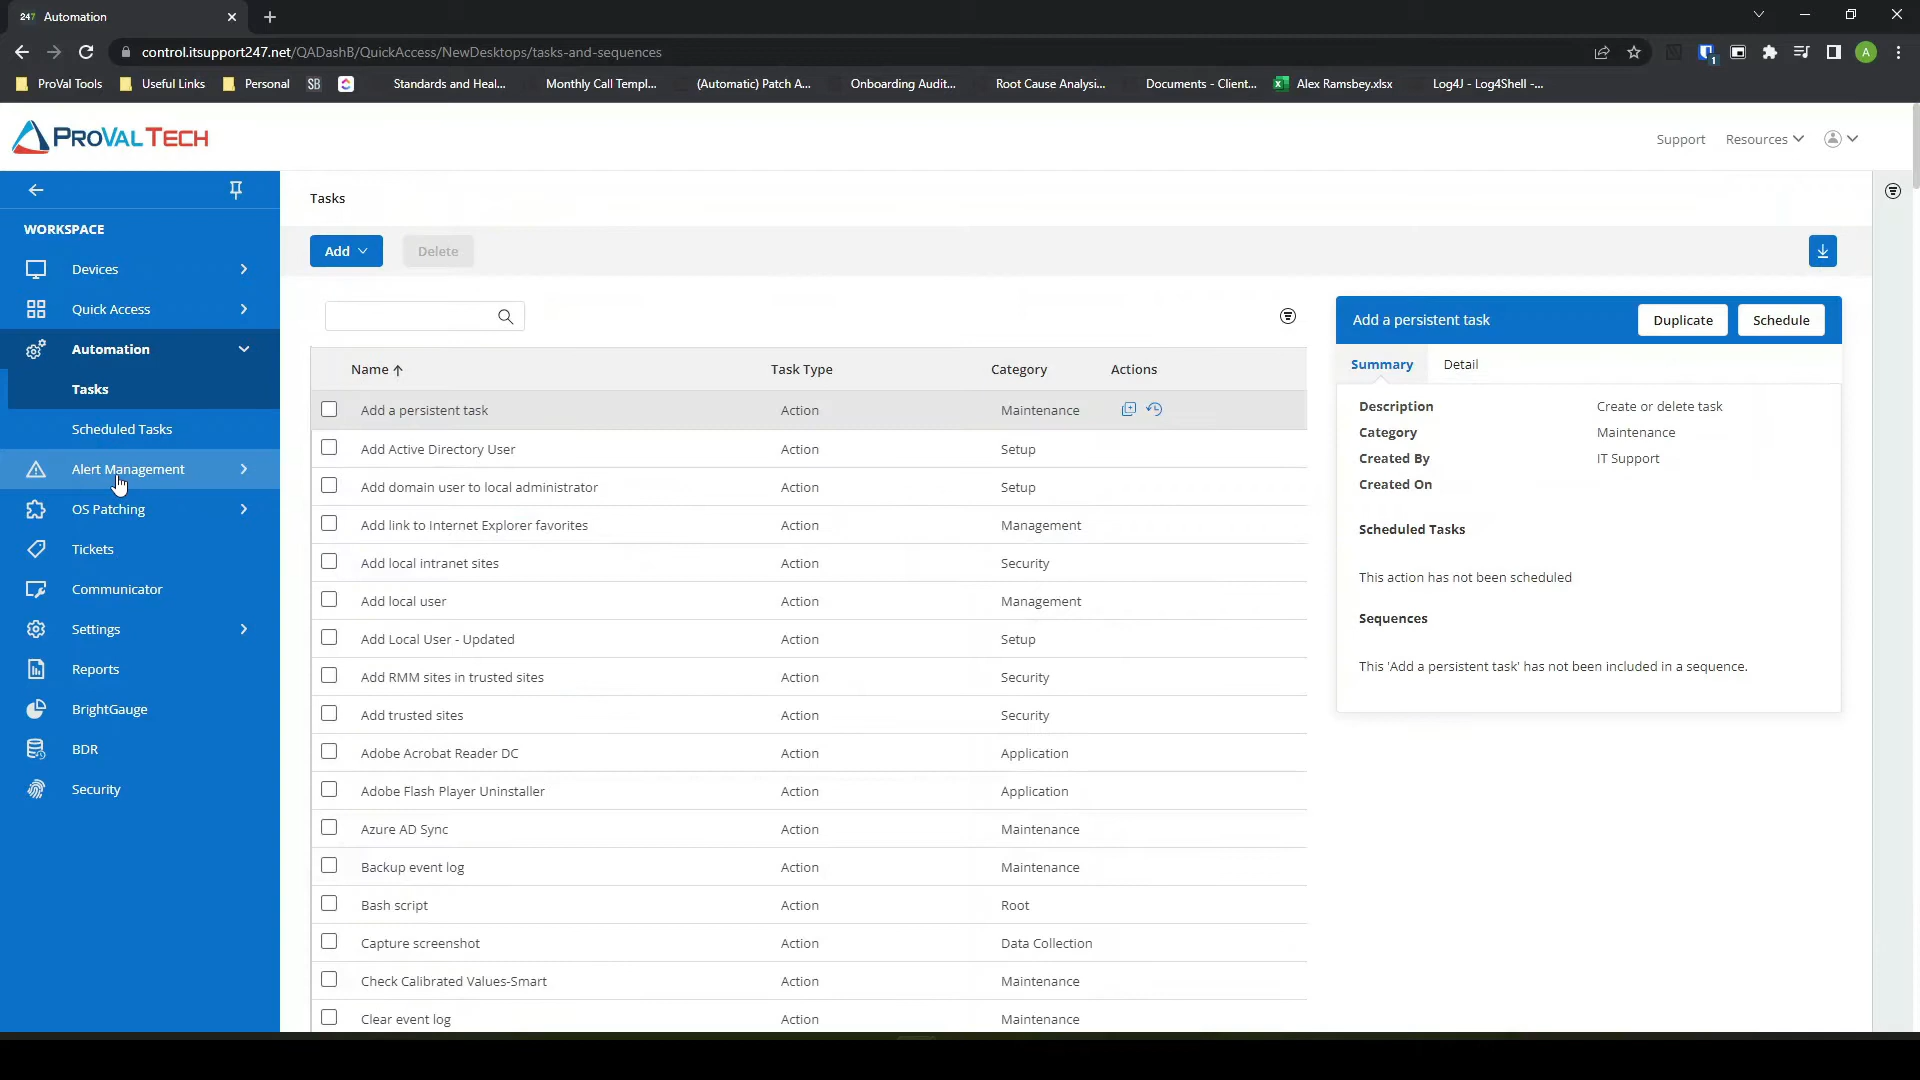 247 Automation
control.itsupport247.net/QADashB/QuickAccess/NewDesktops/tasks-and-sequences
1
A
ProVal Tools
Useful Links
Personal
SB
Standards and Heal...
Monthly Call Templ...
(Automatic) Patch A...
Onboarding Audit...
Root Cause Analysi...
Documents - Client...
Alex Ramsbey.xlsx
Log4J - Log4Shell -...
PROVAL TECH
Support
Resources
WORKSPACE
Devices
Quick Access
Automation
Tasks
Scheduled Tasks
Alert Management
OS Patching
Tickets
Communicator
Settings
Reports
BrightGauge
BDR
Security
Tasks
Add
Delete
Name Task Type Category Actions
Add a persistent task Action Maintenance
Add Active Directory User Action Setup
Add domain user to local administrator Action Setup
Add link to Internet Explorer favorites Action Management
Add local intranet sites Action Security
Add local user Action Management
Add Local User - Updated Action Setup
Add RMM sites in trusted sites Action Security
Add trusted sites Action Security
Adobe Acrobat Reader DC Action Application
Adobe Flash Player Uninstaller Action Application
Azure AD Sync Action Maintenance
Backup event log Action Maintenance
Bash script Action Root
Capture screenshot Action Data Collection
Check Calibrated Values-Smart Action Maintenance
Clear event log Action Maintenance
Add a persistent task
Duplicate
Schedule
Summary
Detail
Description Create or delete task
Category Maintenance
Created By IT Support
Created On
Scheduled Tasks
This action has not been scheduled
Sequences
This 'Add a persistent task' has not been included in a sequence.